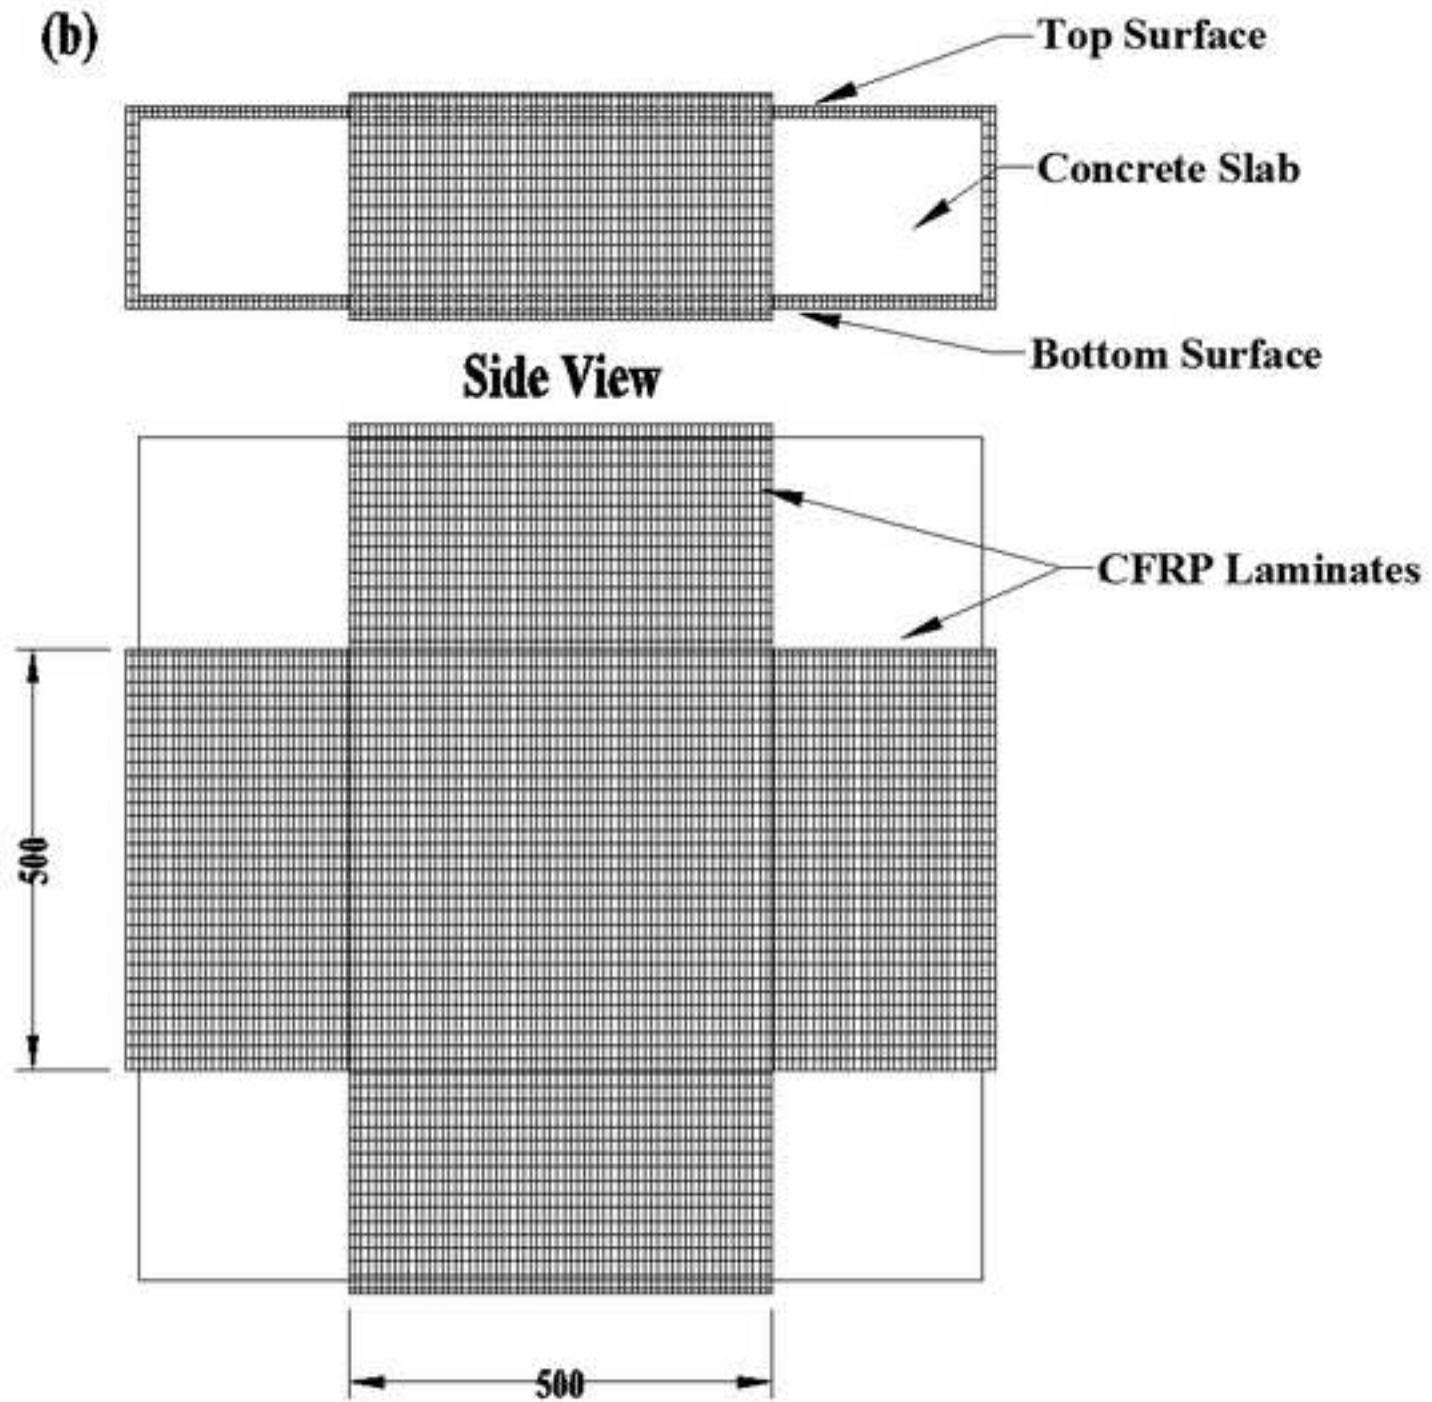 (b)
Top Surface
Concrete Slab
Bottom Surface
Side View
CFRP Laminates
500
500